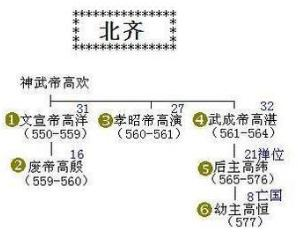 北齐
神武帝高欢
31 27 32
❶文宣帝高洋 ❸孝昭帝高演 ❹武成帝高湛
(550-559) (560-561) (561-564)
16 21禅位
❷废帝高殷 ❺后主高纬
(559-560) (565-576)
8亡国
❻幼主高恒
(577)